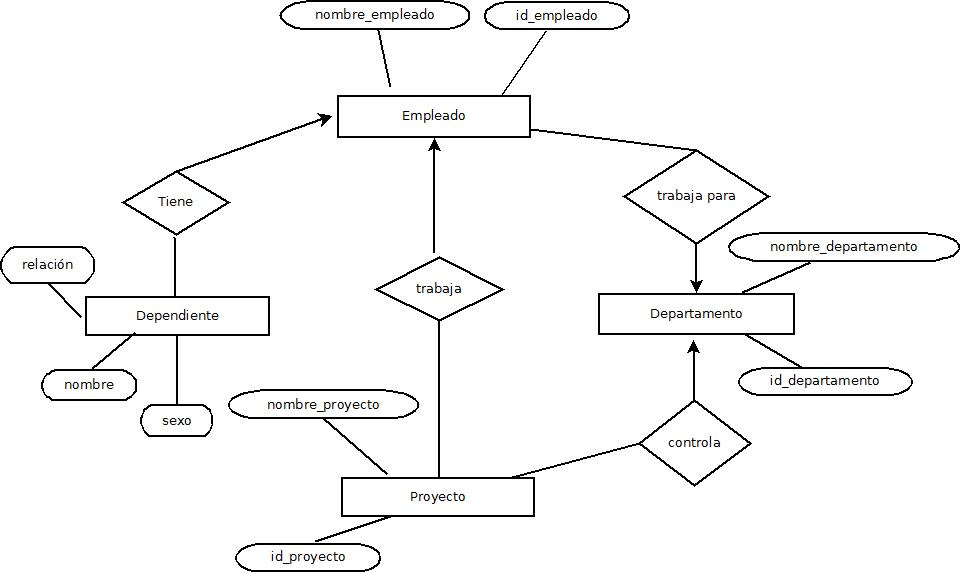 nombre_empleado
id_empleado
Empleado
Tiene
trabaja para
nombre_departamento
relación
trabaja
Dependiente
Departamento
nombre
id_departamento
nombre_proyecto
sexo
controla
Proyecto
id_proyecto